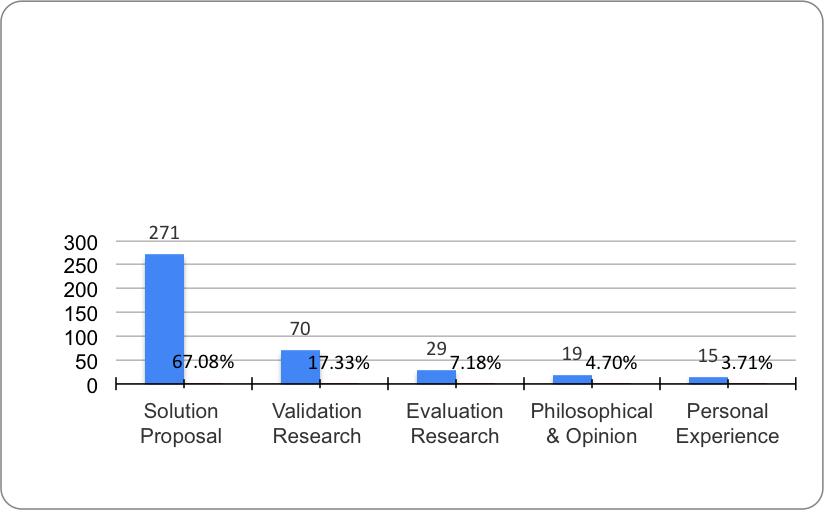 271
300
250
200
150
100
50
0
70
29
19
15
67.08%
17.33%
7.18%
4.70%
3.71%
Solution
Proposal
Validation
Research
Evaluation
Research
Philosophical
& Opinion
Personal
Experience